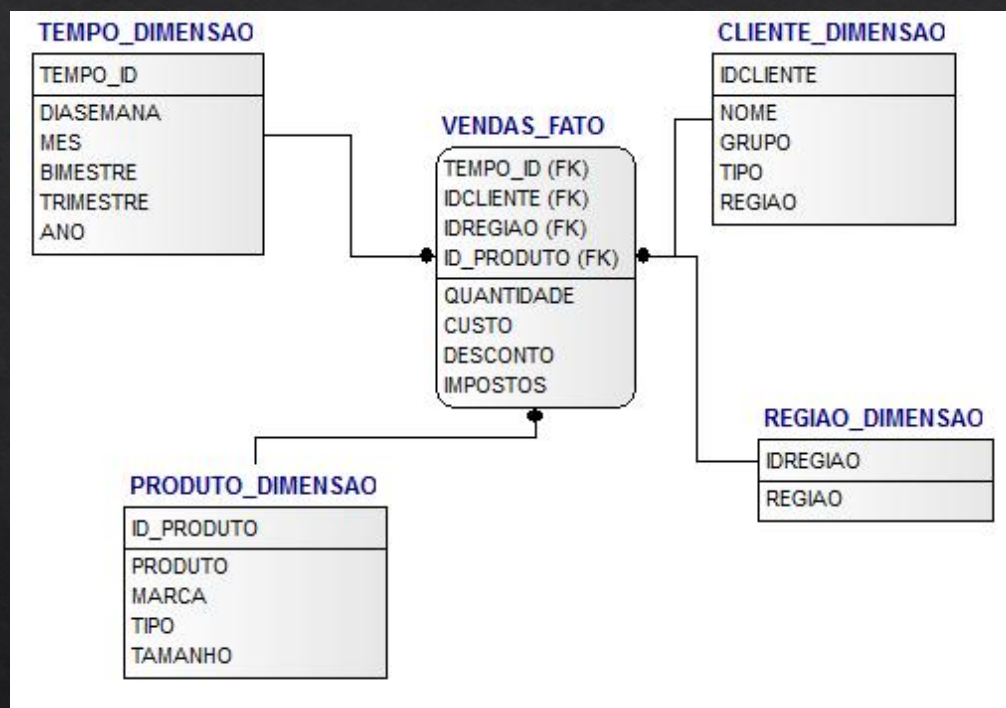 TEMPO_DIMENSAO
TEMPO_ID
DIASEMANA
MES
BIMESTRE
TRIMESTRE
ANO
CLIENTE_DIMENSAO
IDCLIENTE
NOME
GRUPO
TIPO
REGIAO
VENDAS_FATO
TEMPO_ID (FK)
IDCLIENTE (FK)
IDREGIAO (FK)
ID_PRODUTO (FK)
QUANTIDADE
CUSTO
DESCONTO
IMPOSTOS
REGIAO_DIMENSAO
IDREGIAO
REGIAO
PRODUTO_DIMENSAO
ID_PRODUTO
PRODUTO
MARCA
TIPO
TAMANHO